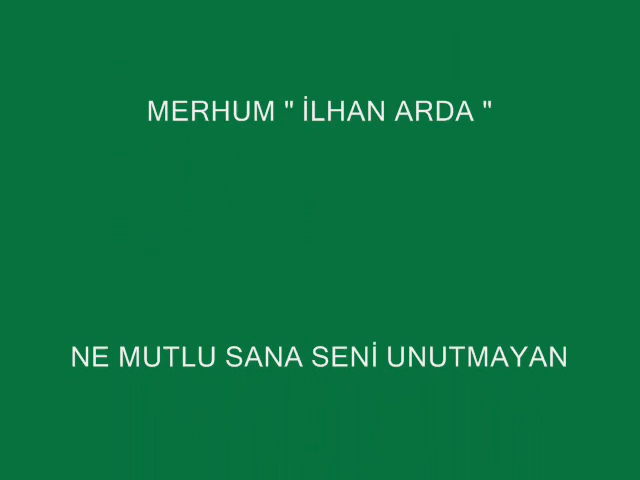 MERHUM " İLHAN ARDA "
NE MUTLU SANA SENİ UNUTMAYAN